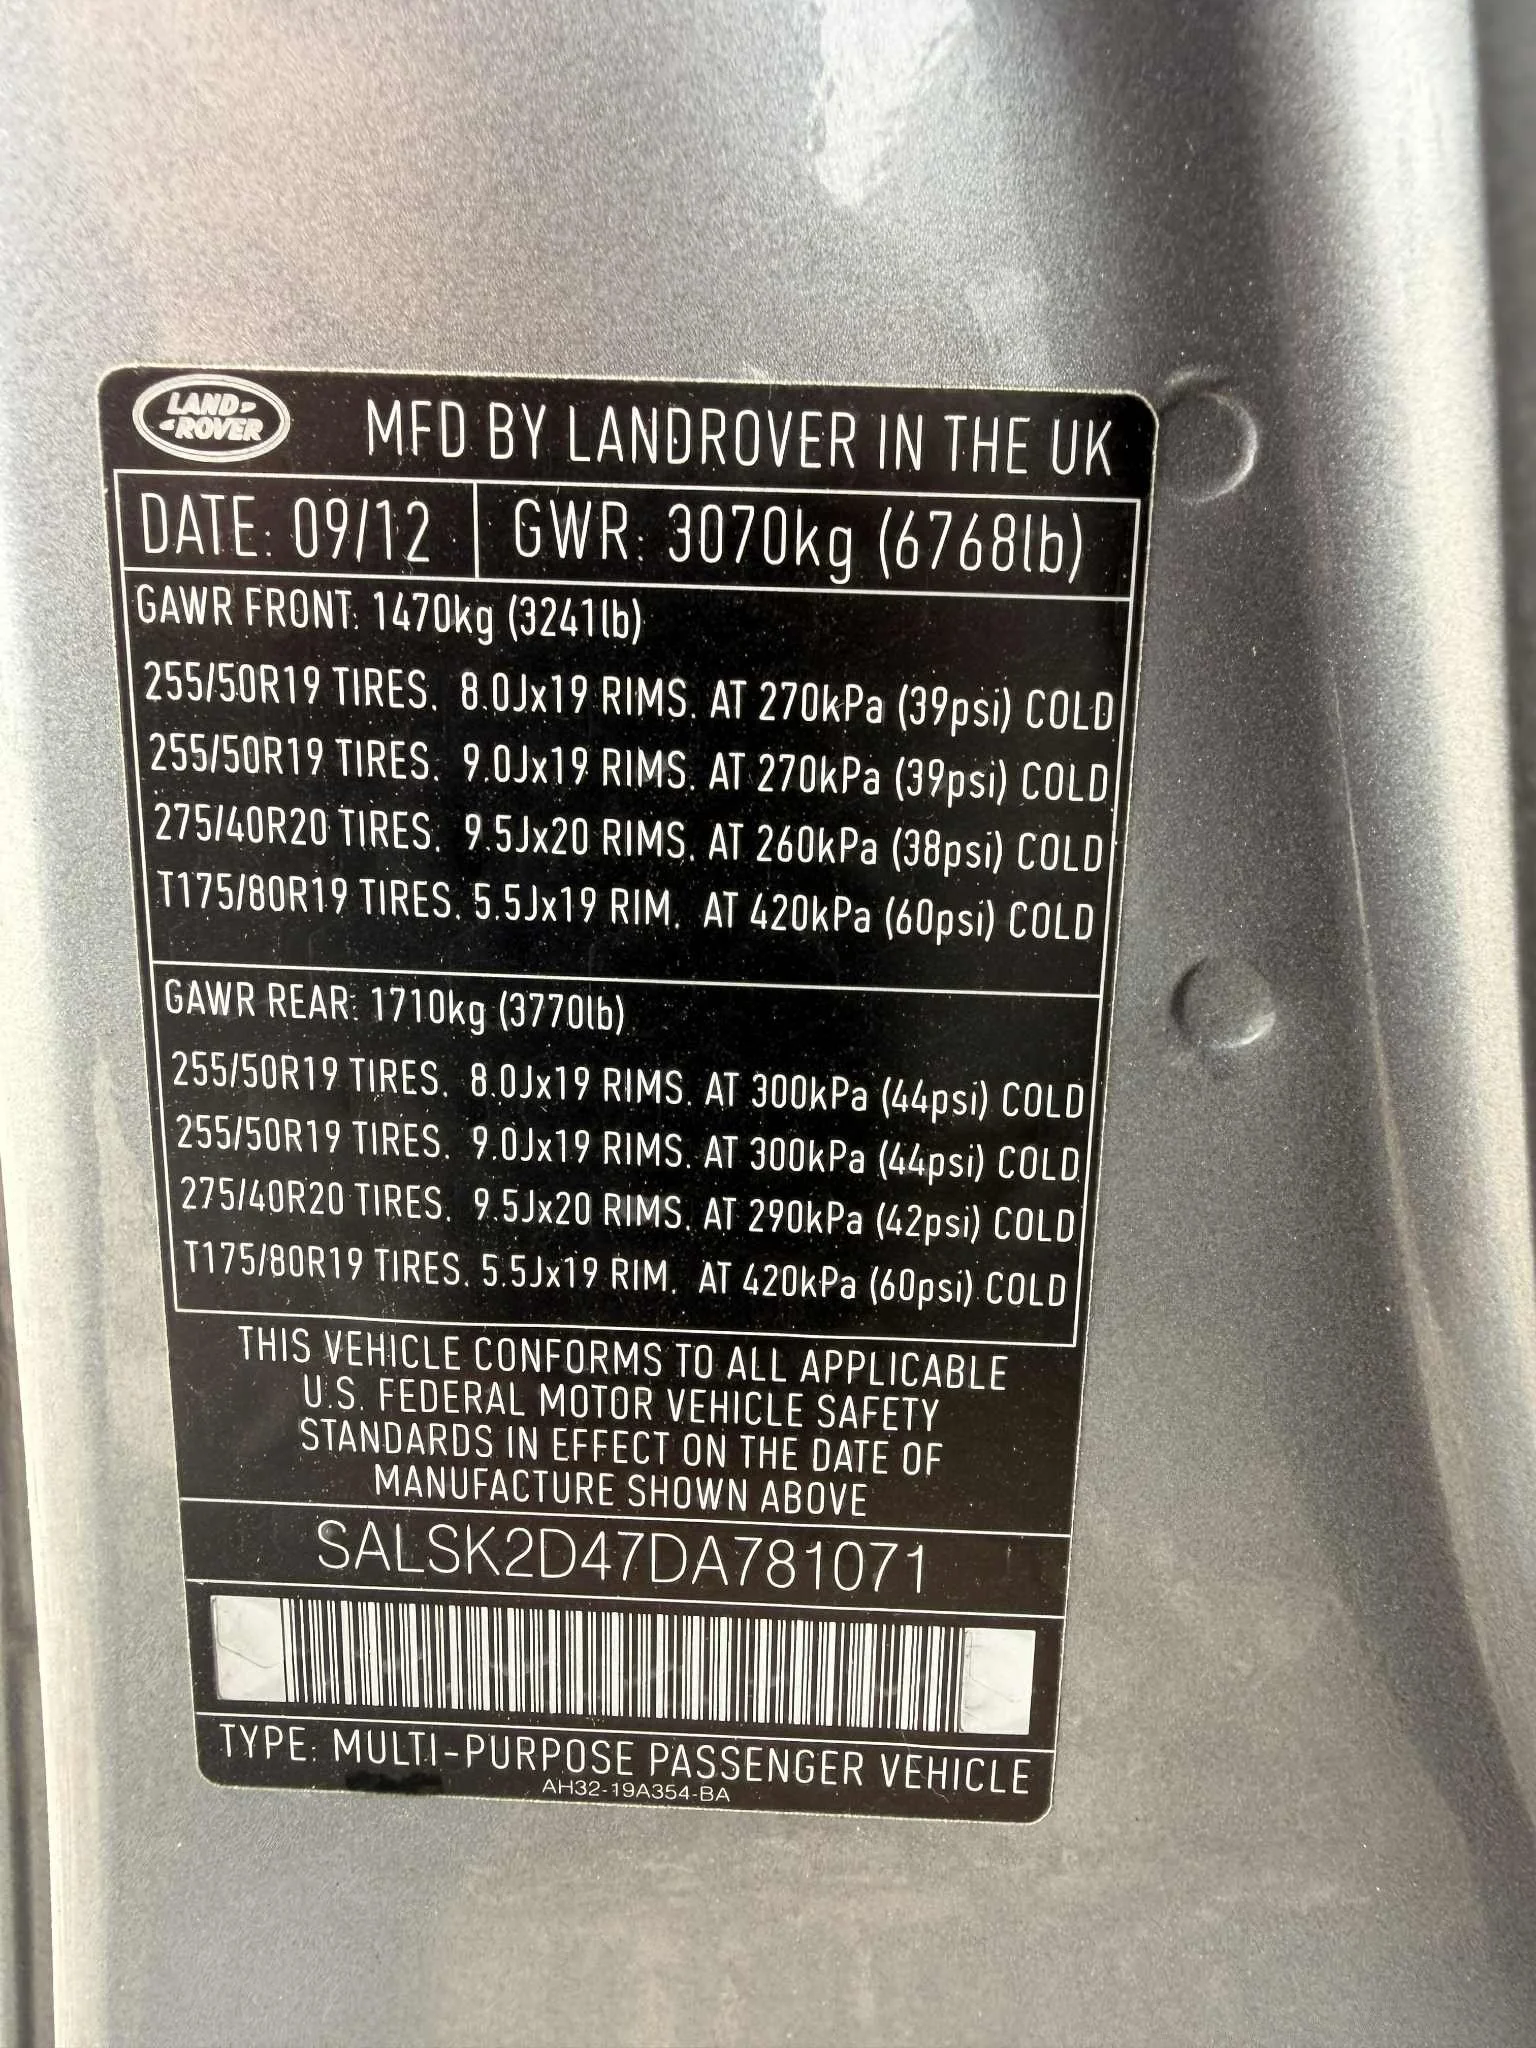 LAND
ROVER
MFD BY LANDROVER IN THE UK
DATE: 09/12 GWR: 3070kg (6768lb)
GAWR FRONT: 1470kg (3241lb)
255/50R19 TIRES. 8.0Jx19 RIMS. AT 270kPa (39psi) COLD
255/50R19 TIRES. 9.0Jx19 RIMS. AT 270kPa (39psi) COLD
275/40R20 TIRES. 9.5Jx20 RIMS. AT 260kPa (38psi) COLD
T175/80R19 TIRES. 5.5Jx19 RIM. AT 420kPa (60psi) COLD
GAWR REAR: 1710kg (3770lb)
255/50R19 TIRES. 8.0Jx19 RIMS. AT 300kPa (44psi) COLD
255/50R19 TIRES. 9.0Jx19 RIMS. AT 300kPa (44psi) COLD
275/40R20 TIRES. 9.5Jx20 RIMS. AT 290kPa (42psi) COLD
T175/80R19 TIRES. 5.5Jx19 RIM. AT 420kPa (60psi) COLD
THIS VEHICLE CONFORMS TO ALL APPLICABLE
U.S. FEDERAL MOTOR VEHICLE SAFETY
STANDARDS IN EFFECT ON THE DATE OF
MANUFACTURE SHOWN ABOVE
SALSK2D47DA781071
TYPE: MULTI-PURPOSE PASSENGER VEHICLE
AH32-19A354-BA